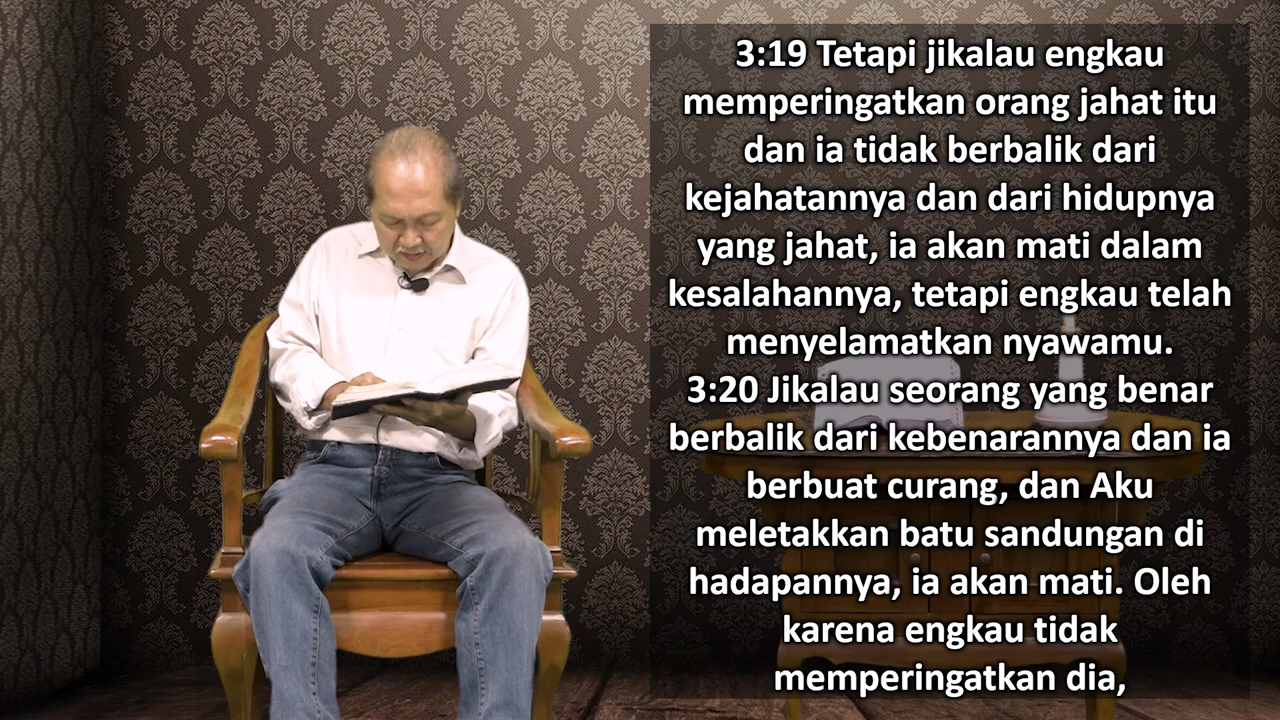 3:19 Tetapi jikalau engkau
memperingatkan orang jahat itu
dan ia tidak berbalik dari
kejahatannya dan dari hidupnya
yang jahat, ia akan mati dalam
kesalahannya, tetapi engkau telah
menyelamatkan nyawamu.
3:20 Jikalau seorang yang benar
berbalik dari kebenarannya dan ia
berbuat curang, dan Aku
meletakkan batu sandungan di
hadapannya, ia akan mati. Oleh
karena engkau tidak
memperingatkan dia,